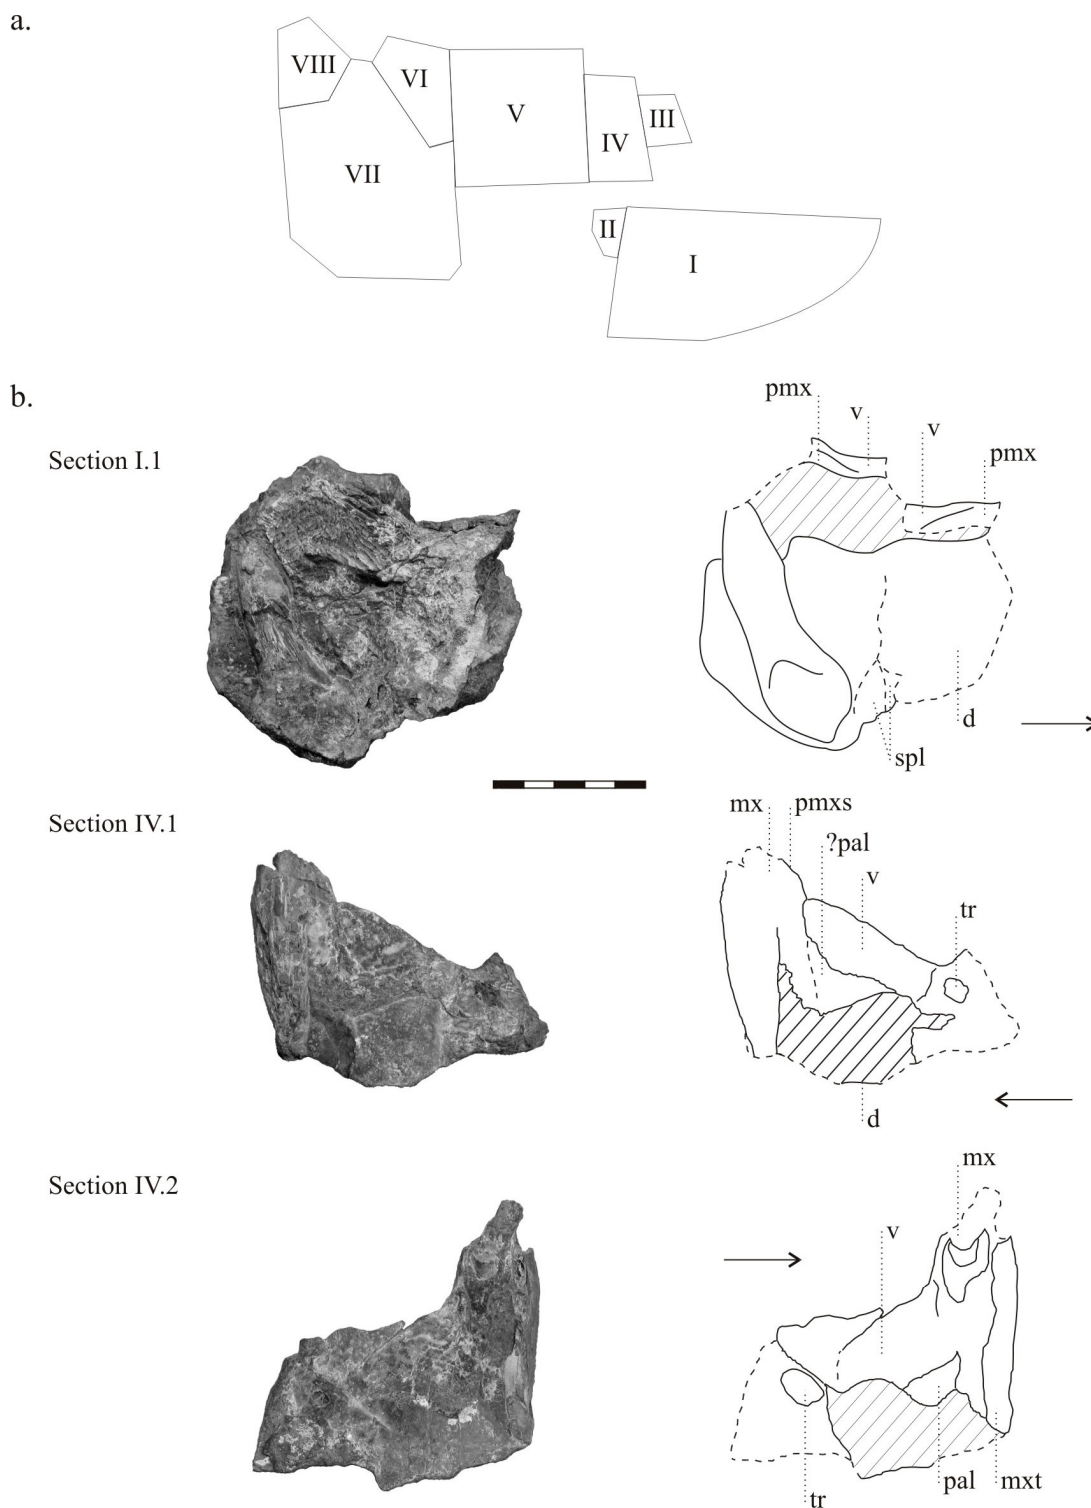 a.
VIII
VI
V
IV
III
VII
II
I
b.
Section I.1
pmx
v
v
pmx
d
spl
Section IV.1
mx
pmxs
?pal
v
tr
d
Section IV.2
mx
v
tr
pal
mxt